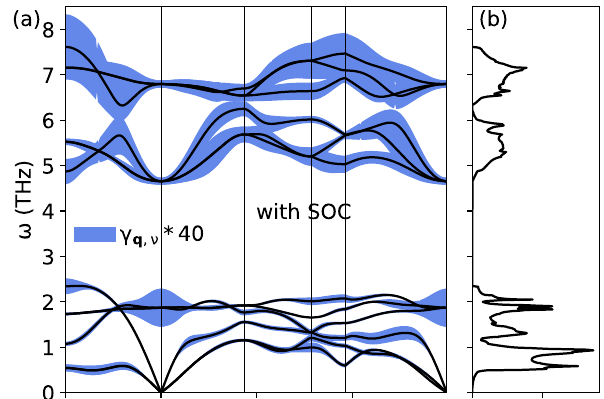 (a)
(b)
8
7
6
5
4
3
2
1
0
ω (THz)
with SOC
γq, ν * 40